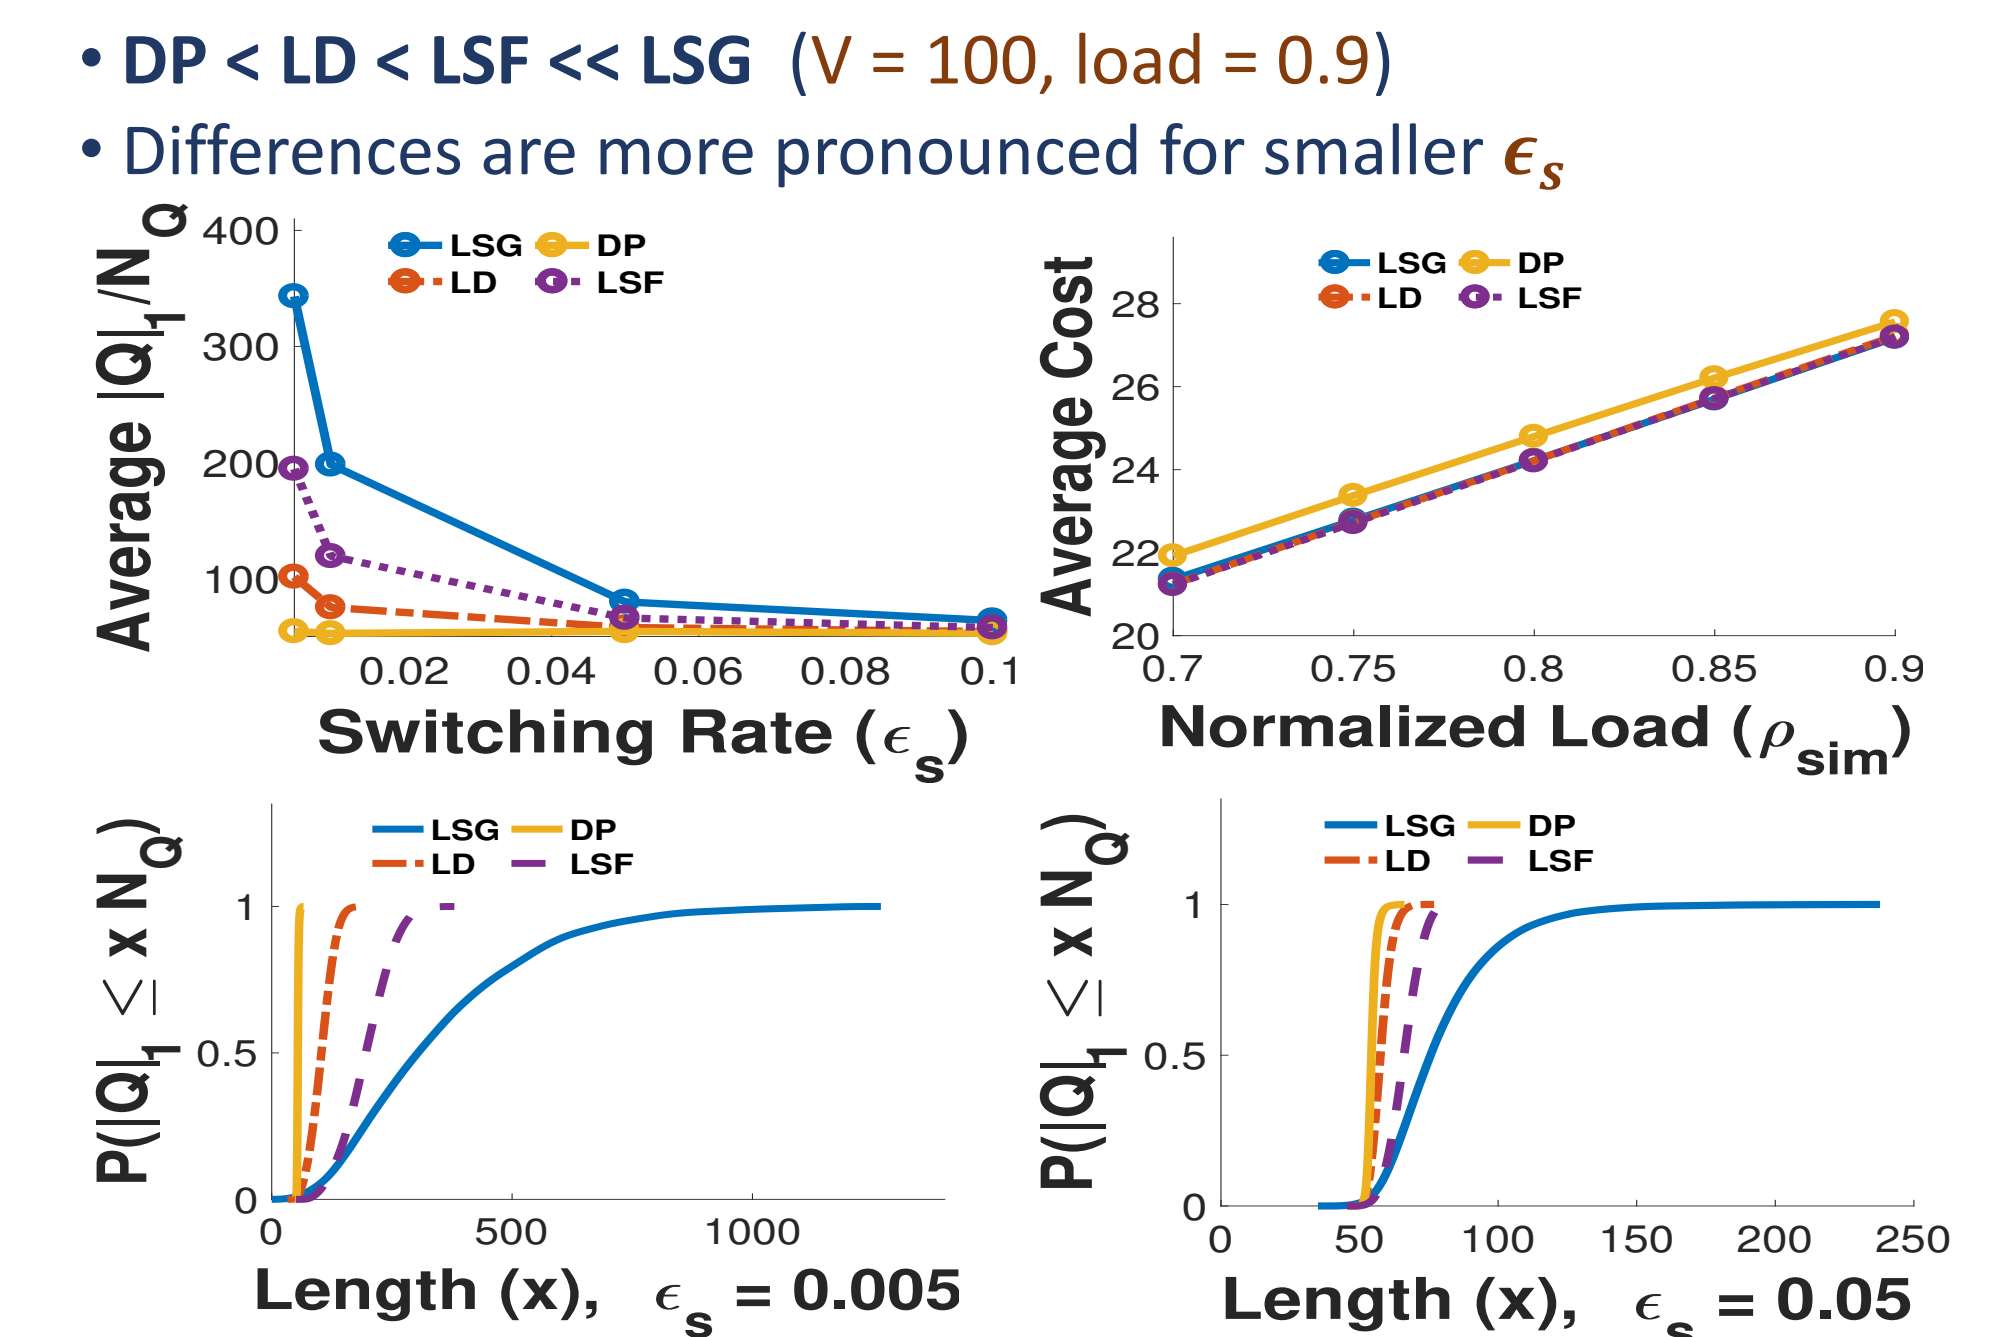 • DP < LD < LSF << LSG (V = 100, load = 0.9)
• Differences are more pronounced for smaller ϵₛ
Average |Q|₁/N_Q
400
300
200
100
LSG DP
LD LSF
0.02 0.04 0.06 0.08 0.1
Switching Rate (ϵₛ)
Average Cost
28
26
24
22
20
LSG DP
LD LSF
0.7 0.75 0.8 0.85 0.9
Normalized Load (ρ_sim)
P(|Q|₁ ≤ x N_Q)
1
0.5
0
LSG DP
LD LSF
0 500 1000
Length (x), ϵₛ = 0.005
P(|Q|₁ ≤ x N_Q)
1
0.5
0
LSG DP
LD LSF
0 50 100 150 200 250
Length (x), ϵₛ = 0.05